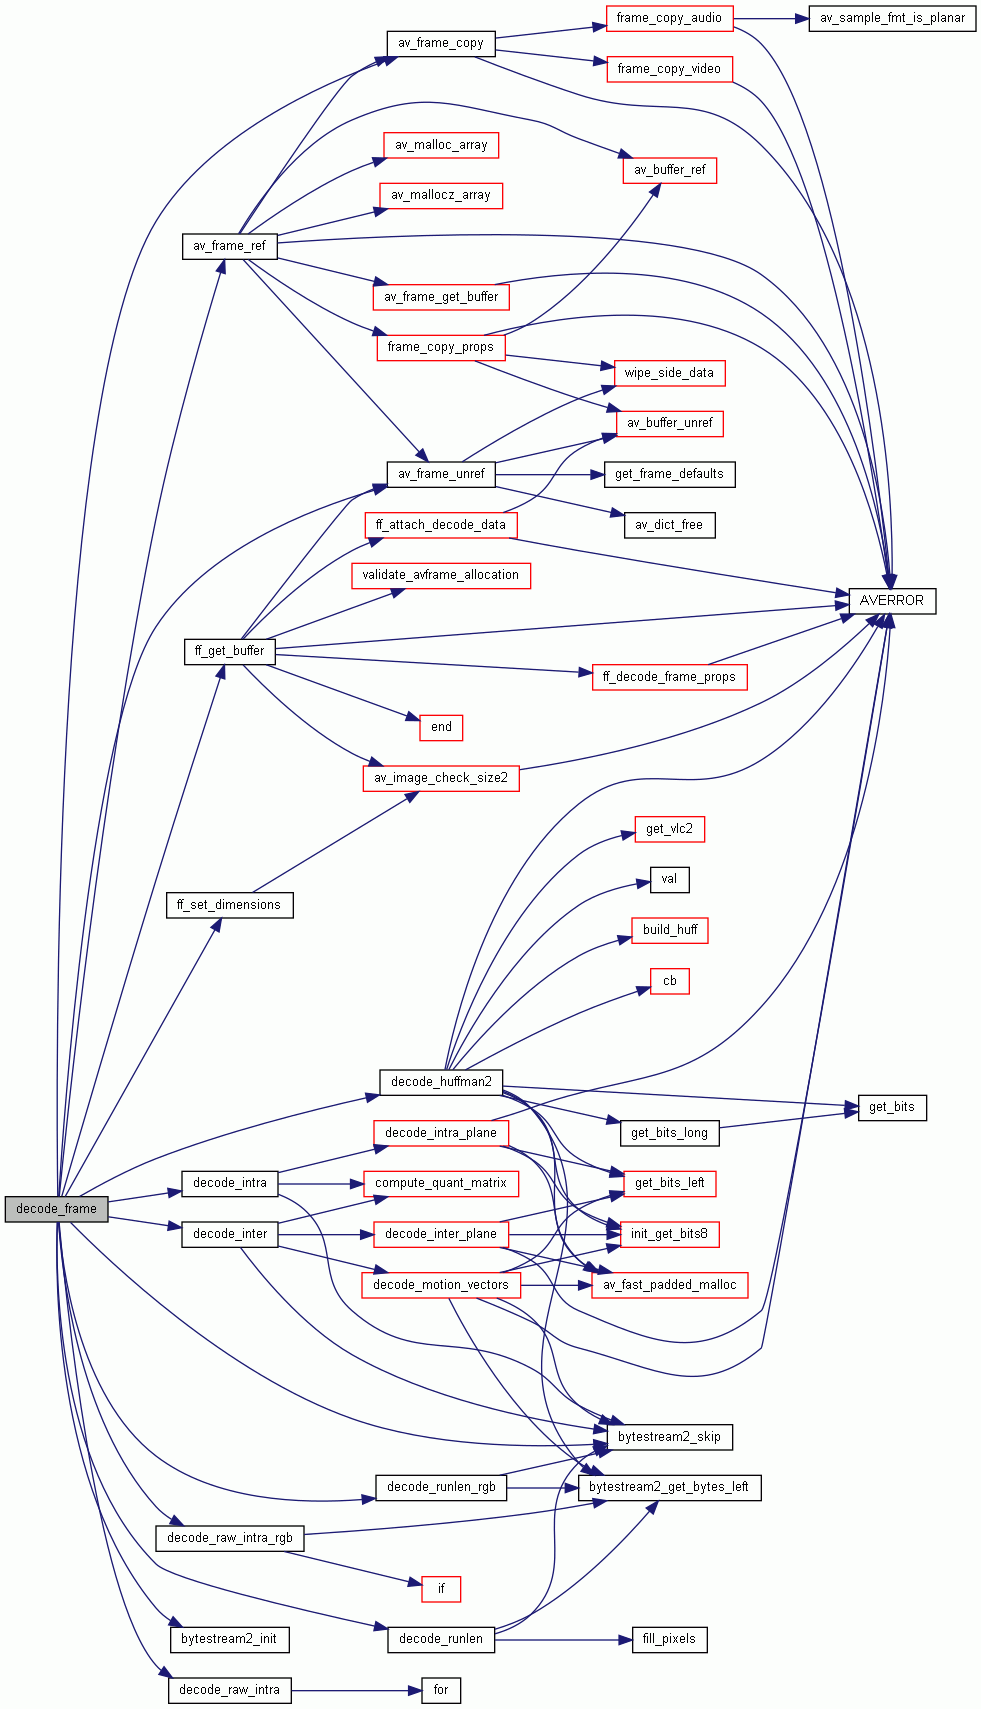 frame_copy_audio
av_sample_fmt_is_planar
av_frame_copy
frame_copy_video
av_malloc_array
av_buffer_ref
av_mallocz_array
av_frame_ref
av_frame_get_buffer
frame_copy_props
wipe_side_data
av_buffer_unref
av_frame_unref
get_frame_defaults
ff_attach_decode_data
av_dict_free
validate_avframe_allocation
AVERROR
ff_get_buffer
ff_decode_frame_props
end
av_image_check_size2
get_vlc2
val
ff_set_dimensions
build_huff
cb
decode_huffman2
get_bits
decode_intra_plane
get_bits_long
decode_intra
compute_quant_matrix
get_bits_left
decode_frame
decode_inter
decode_inter_plane
init_get_bits8
decode_motion_vectors
av_fast_padded_malloc
bytestream2_skip
decode_runlen_rgb
bytestream2_get_bytes_left
decode_raw_intra_rgb
if
bytestream2_init
decode_runlen
fill_pixels
decode_raw_intra
for